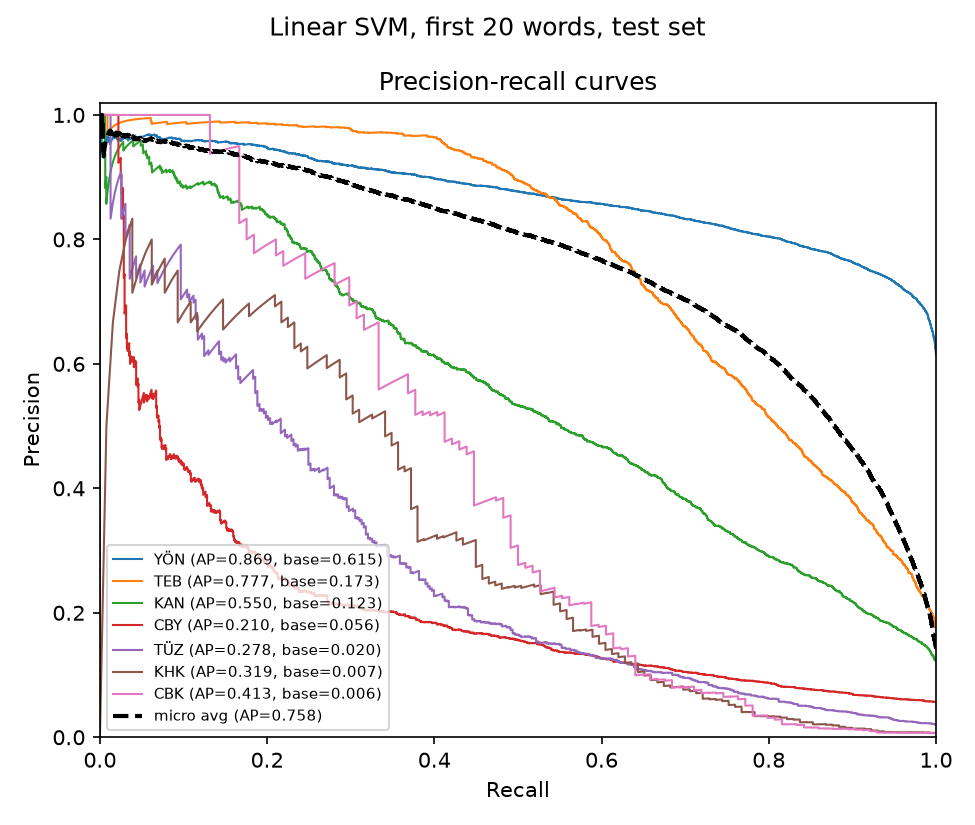 Linear SVM, first 20 words, test set
Precision-recall curves
Precision
1.0
0.8
0.6
0.4
0.2
0.0
YÖN (AP=0.869, base=0.615)
TEB (AP=0.777, base=0.173)
KAN (AP=0.550, base=0.123)
CBY (AP=0.210, base=0.056)
TÜZ (AP=0.278, base=0.020)
KHK (AP=0.319, base=0.007)
CBK (AP=0.413, base=0.006)
micro avg (AP=0.758)
0.0 0.2 0.4 0.6 0.8 1.0
Recall